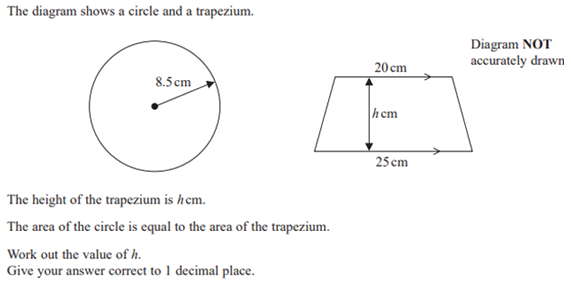 The diagram shows a circle and a trapezium.
Diagram NOT
accurately drawn
20 cm
8.5 cm
h cm
25 cm
The height of the trapezium is h cm.
The area of the circle is equal to the area of the trapezium.
Work out the value of h.
Give your answer correct to 1 decimal place.